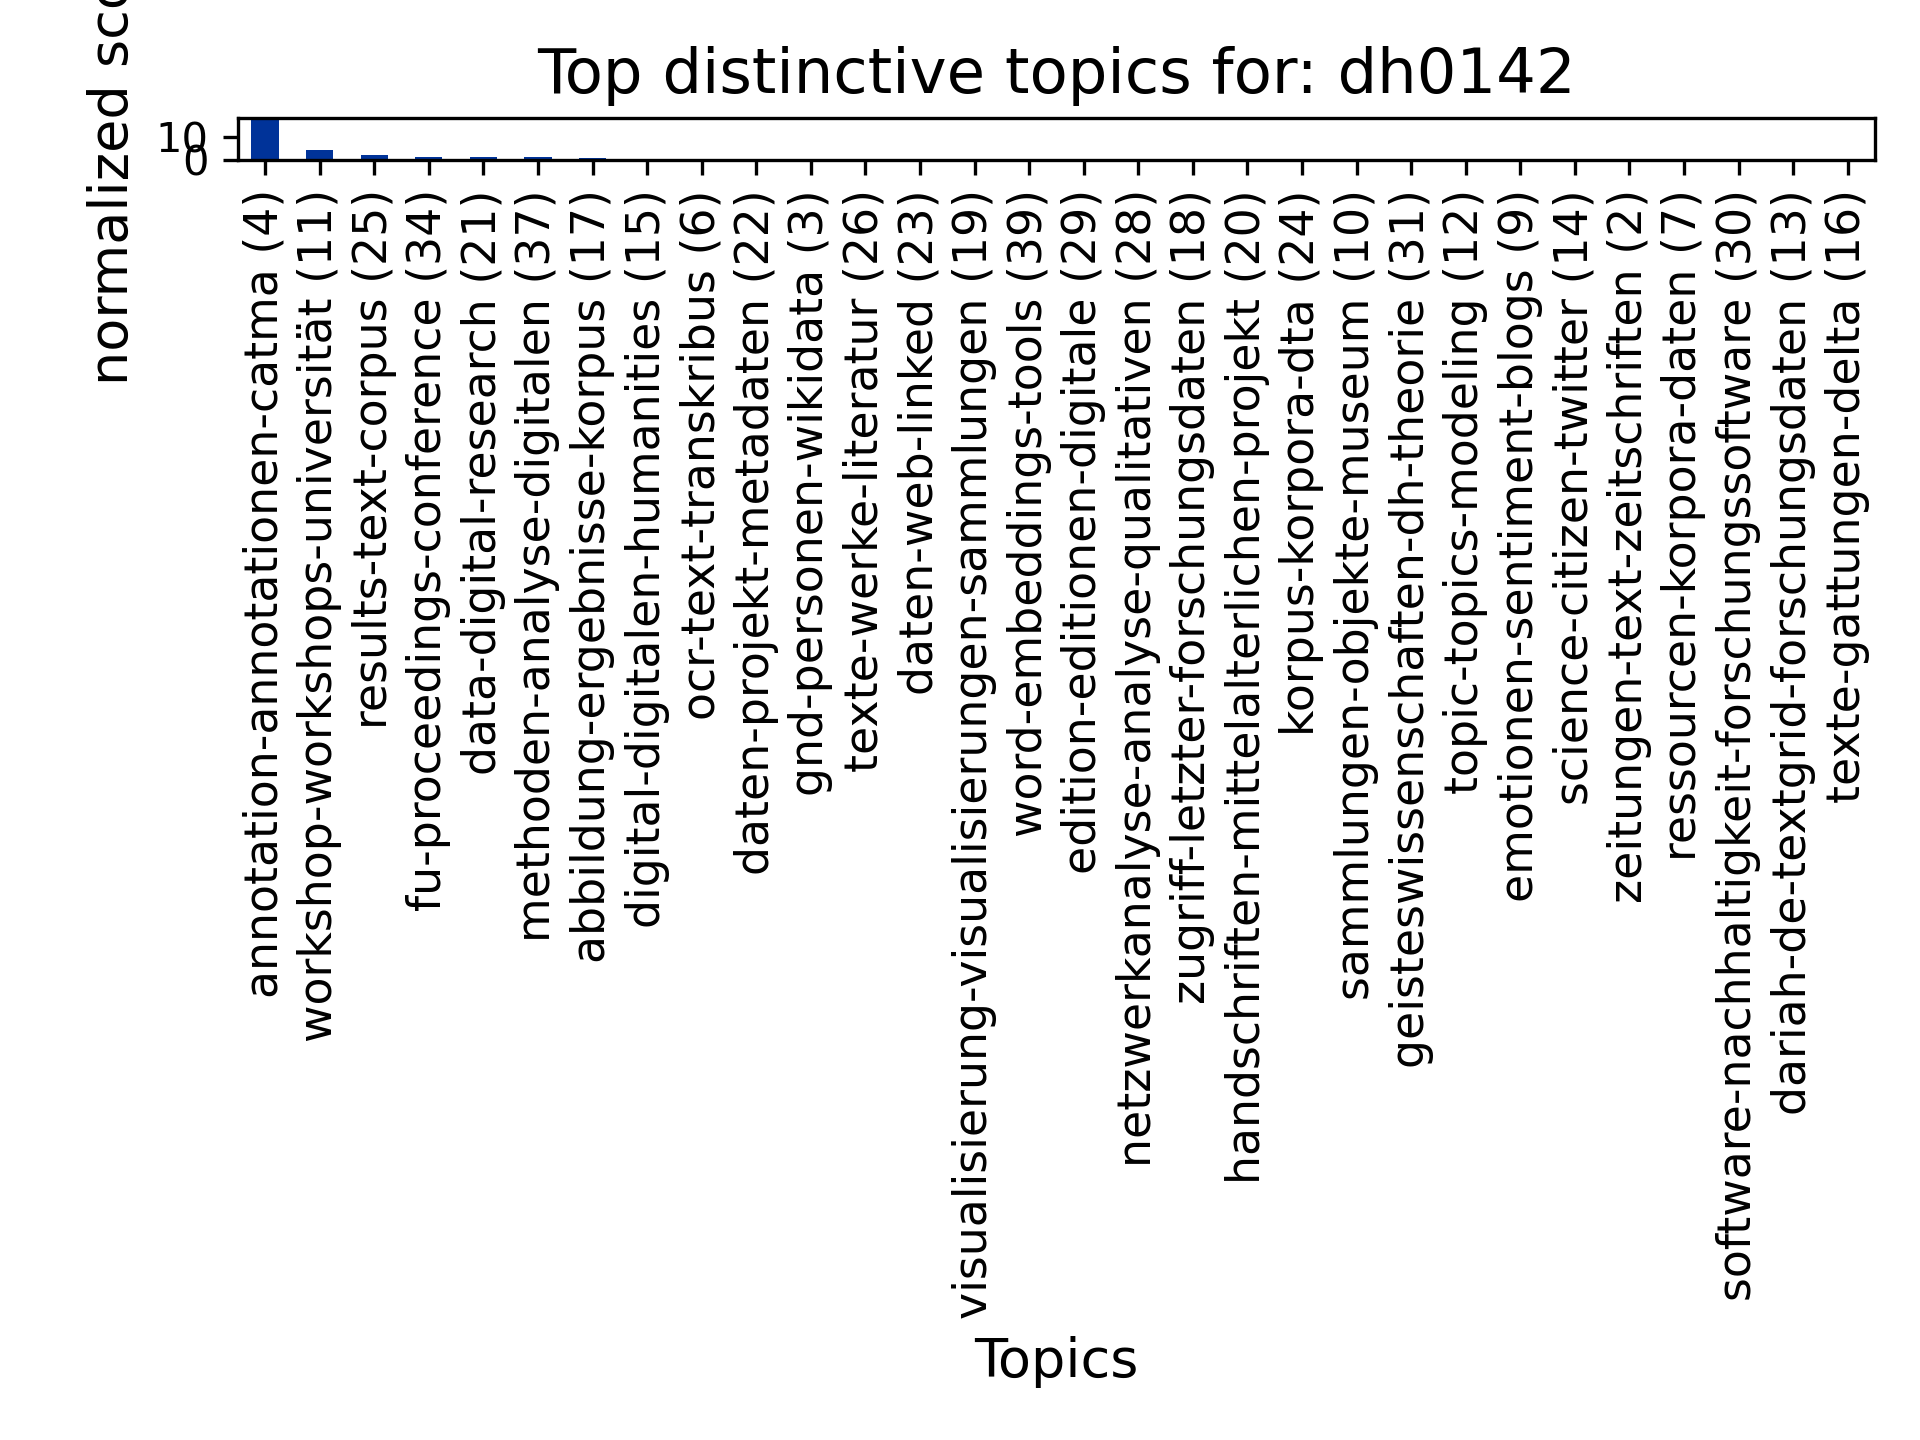 Top distinctive topics for: dh0142
normalized
10
0
annotation-annotationen-catma (4)
workshop-workshops-universität (11)
results-text-corpus (25)
fu-proceedings-conference (34)
data-digital-research (21)
methoden-analyse-digitalen (37)
abbildung-ergebnisse-korpus (17)
digital-digitalen-humanities (15)
ocr-text-transkribus (6)
daten-projekt-metadaten (22)
gnd-personen-wikidata (3)
texte-werke-literatur (26)
daten-web-linked (23)
visualisierung-visualisierungen-sammlungen (19)
word-embeddings-tools (39)
edition-editionen-digitale (29)
netzwerkanalyse-analyse-qualitativen (28)
zugriff-letzter-forschungsdaten (18)
handschriften-mittelalterlichen-projekt (20)
korpus-korpora-dta (24)
sammlungen-objekte-museum (10)
geisteswissenschaften-dh-theorie (31)
topic-topics-modeling (12)
emotionen-sentiment-blogs (9)
science-citizen-twitter (14)
zeitungen-text-zeitschriften (2)
ressourcen-korpora-daten (7)
software-nachhaltigkeit-forschungssoftware (30)
dariah-de-textgrid-forschungsdaten (13)
texte-gattungen-delta (16)
Topics